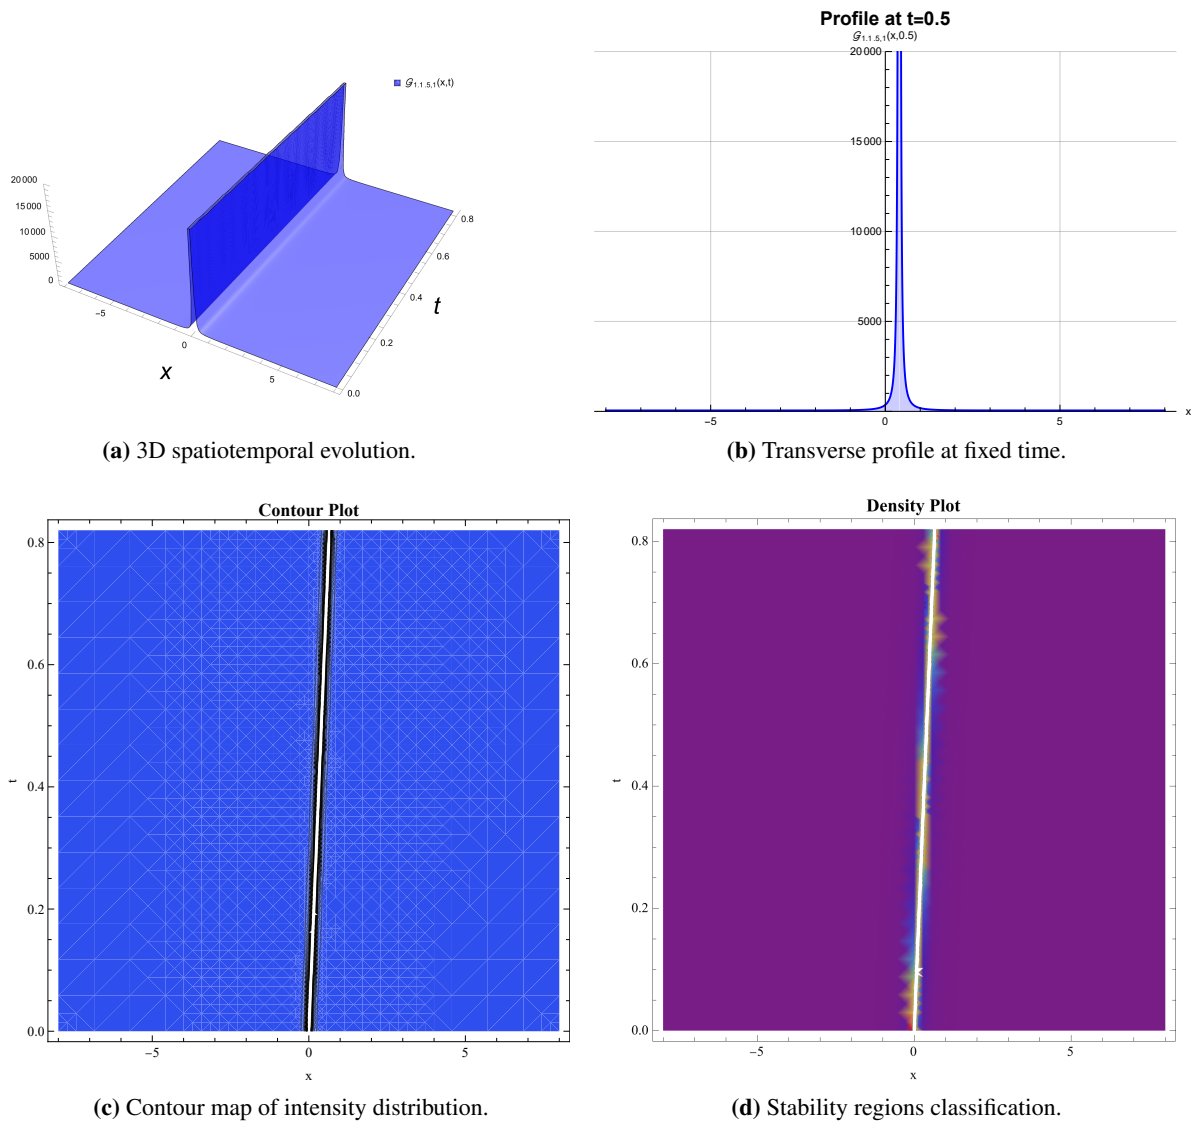 𝒢1.1.5,1(x,t)
20000
15000
10000
5000
0
−5
0
5
x
0.0
0.2
0.4
0.6
0.8
t
(a) 3D spatiotemporal evolution.
Profile at t=0.5
𝒢1.1.5,1(x,0.5)
20000
15000
10000
5000
−5
0
5
x
(b) Transverse profile at fixed time.
Contour Plot
0.8
0.6
0.4
0.2
0.0
t
−5
0
5
x
(c) Contour map of intensity distribution.
Density Plot
0.8
0.6
0.4
0.2
0.0
t
−5
0
5
x
(d) Stability regions classification.